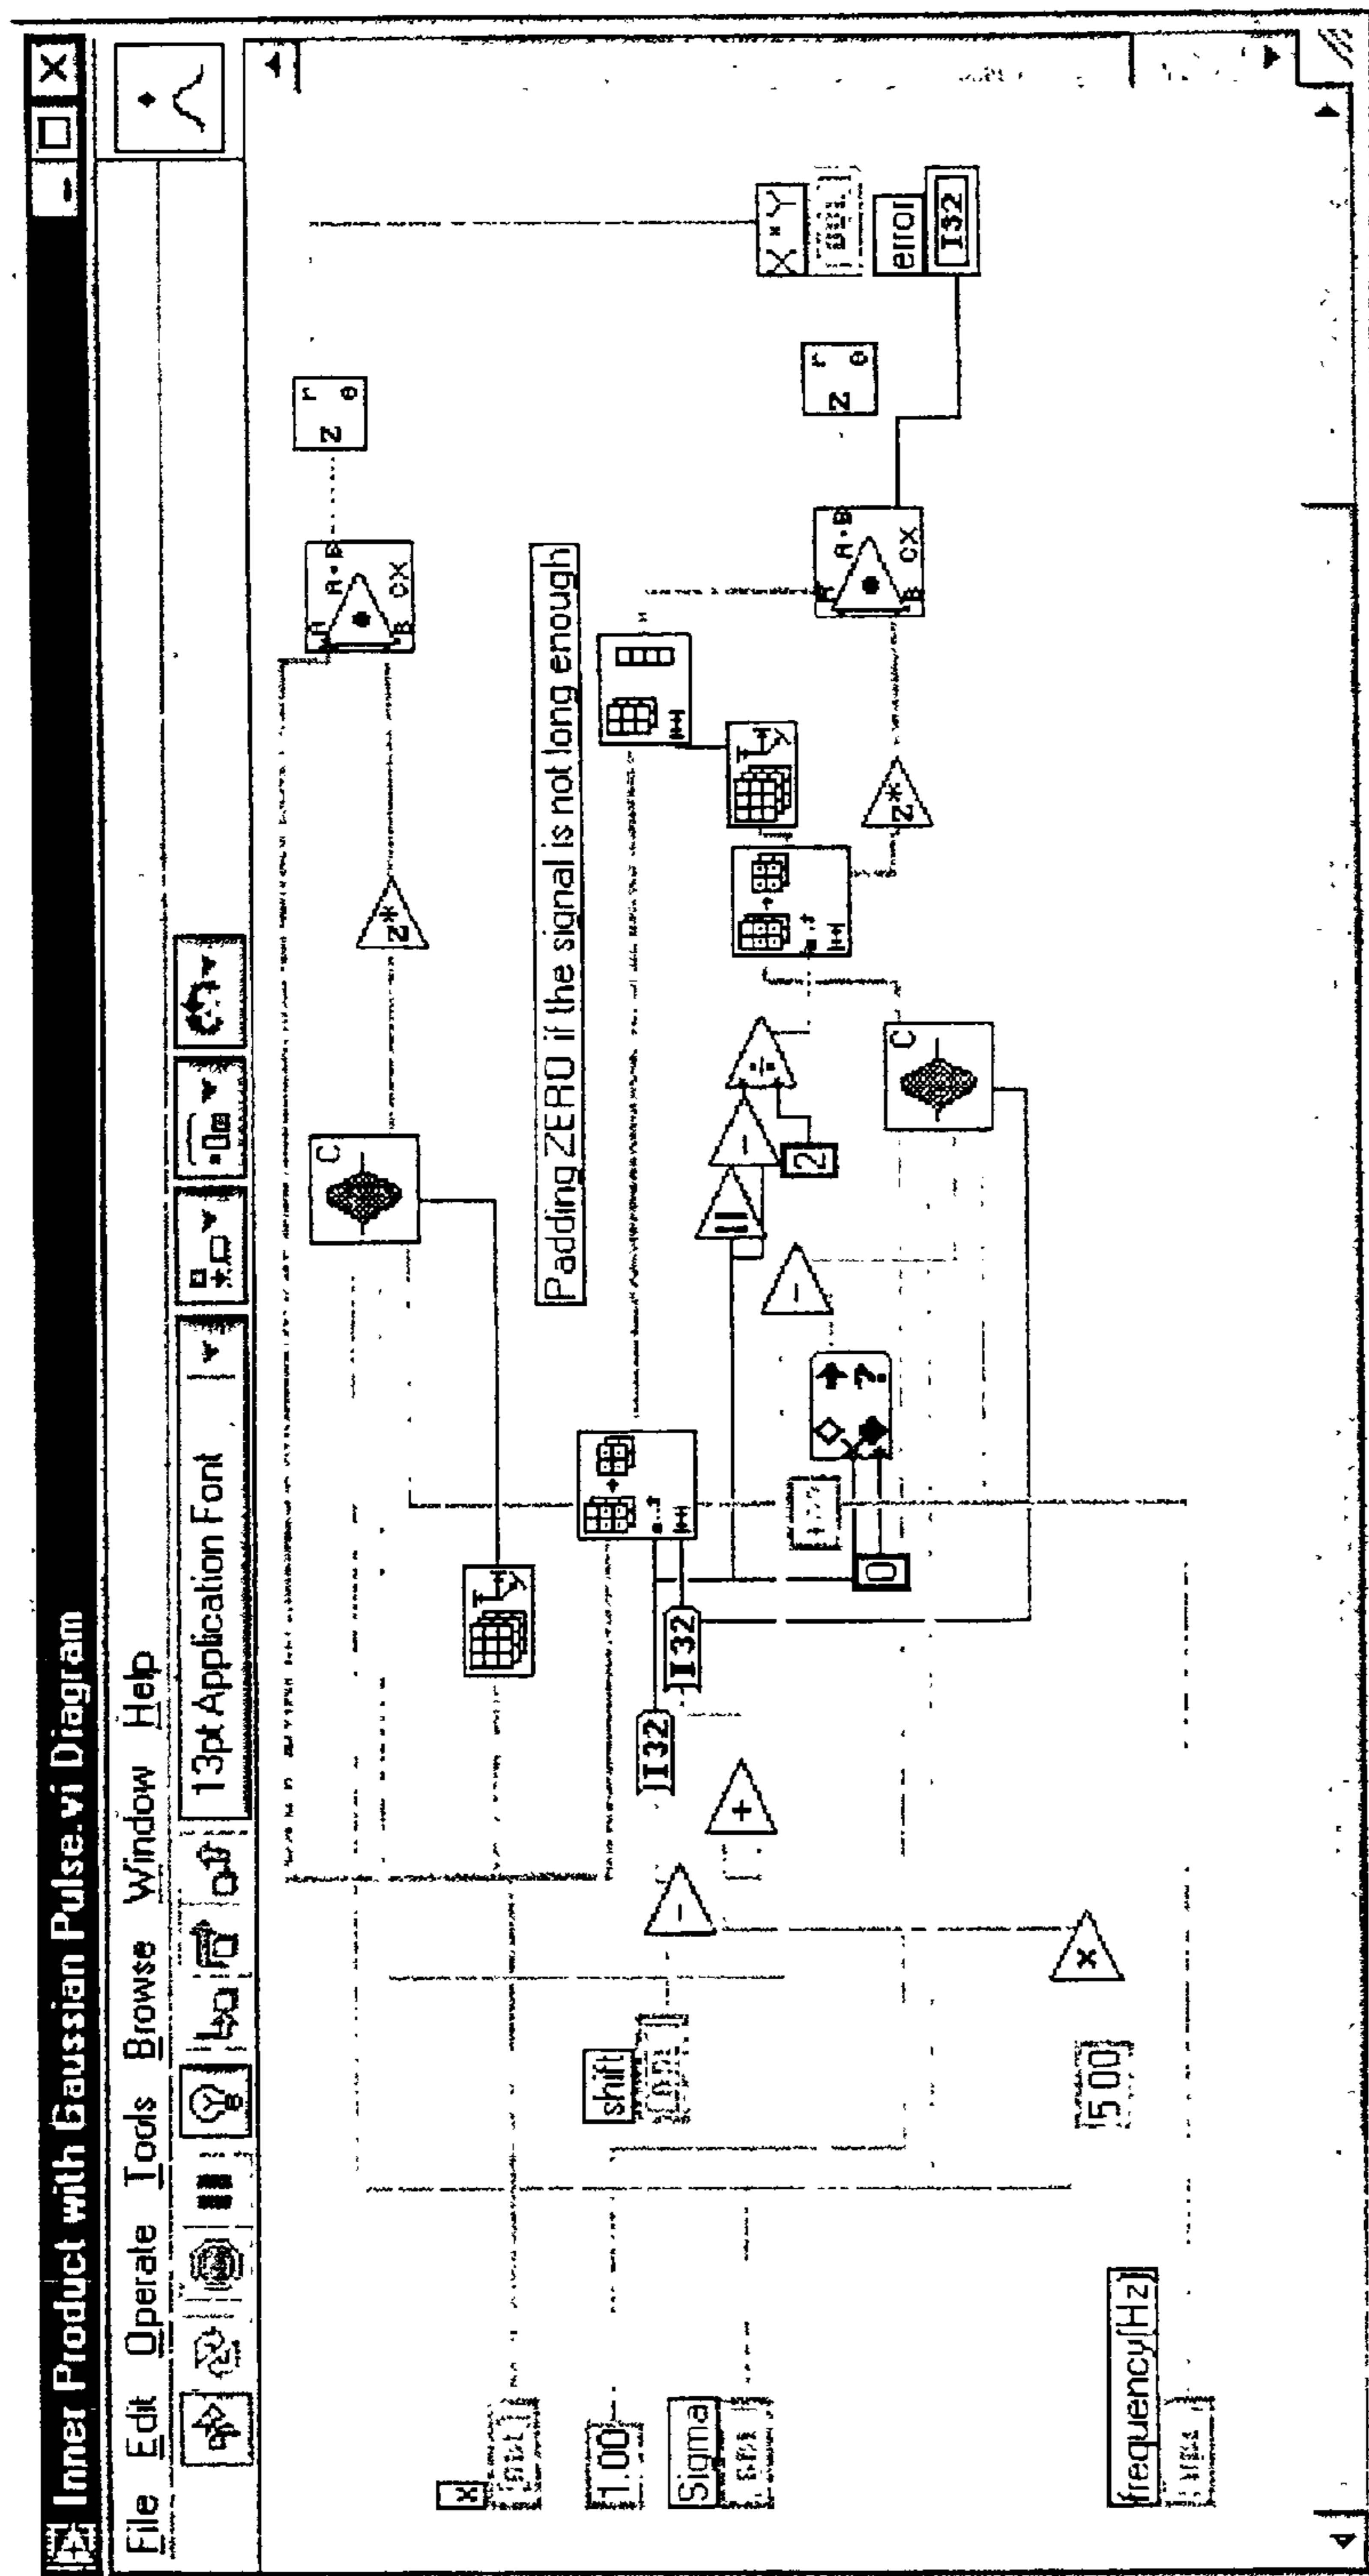 Inner Product with Gaussian Pulse.vi Diagram
File Edit Operate Tools Browse Window Help
13pt Application Font
x
1.00
Sigma
frequency[Hz]
shift
5.00
I32
I32
0
C
Padding ZERO if the signal is not long enough
2
C
z*
z*
A
A•B
B
CX
A
A•B
B
CX
z
r
e
z
r
e
X*Y
error
I32